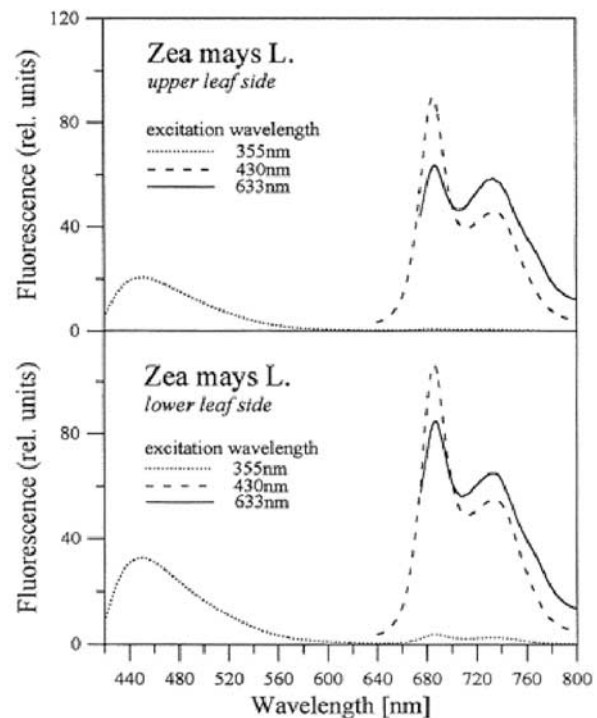 120
Zea mays L.
upper leaf side
excitation wavelength
355nm
430nm
633nm
80
40
0
Fluorescence (rel. units)
Zea mays L.
lower leaf side
excitation wavelength
355nm
430nm
633nm
80
40
0
Fluorescence (rel. units)
440 480 520 560 600 640 680 720 760 800
Wavelength [nm]